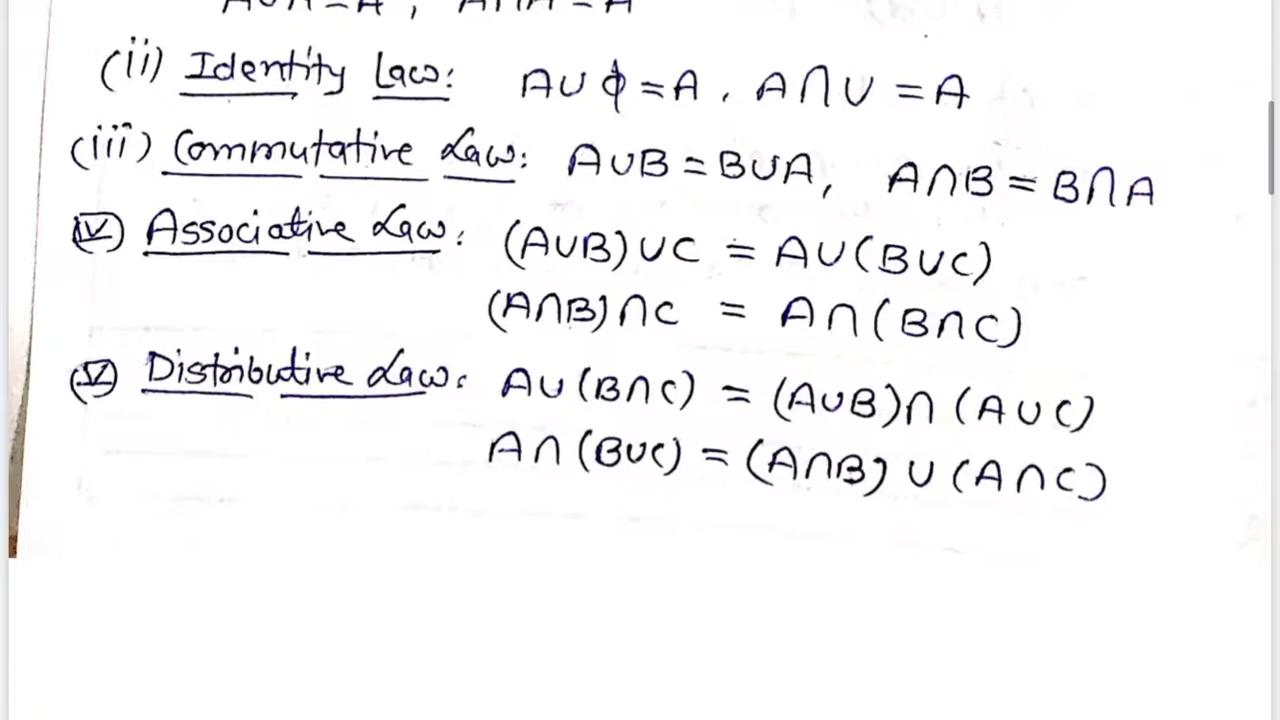 A∪A=A, A∩A=A
(ii) Identity Law: A∪ϕ=A, A∩U=A
(iii) Commutative Law: A∪B=B∪A, A∩B=B∩A
(IV) Associative Law: (A∪B)∪C = A∪(B∪C)
(A∩B)∩C = A∩(B∩C)
(V) Distributive Law: A∪(B∩C) = (A∪B)∩(A∪C)
A∩(B∪C) = (A∩B)∪(A∩C)